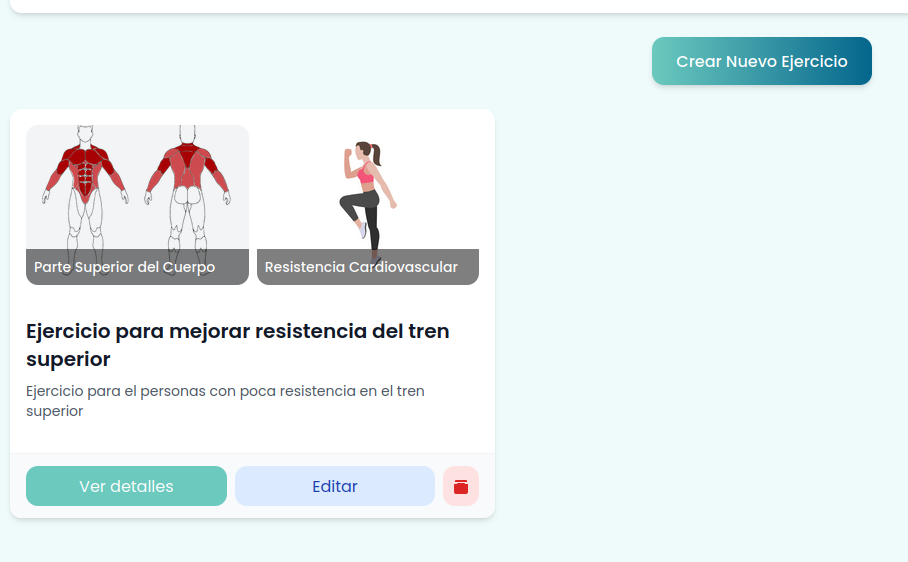 Crear Nuevo Ejercicio
Parte Superior del Cuerpo
Resistencia Cardiovascular
Ejercicio para mejorar resistencia del tren
superior
Ejercicio para el personas con poca resistencia en el tren
superior
Ver detalles
Editar